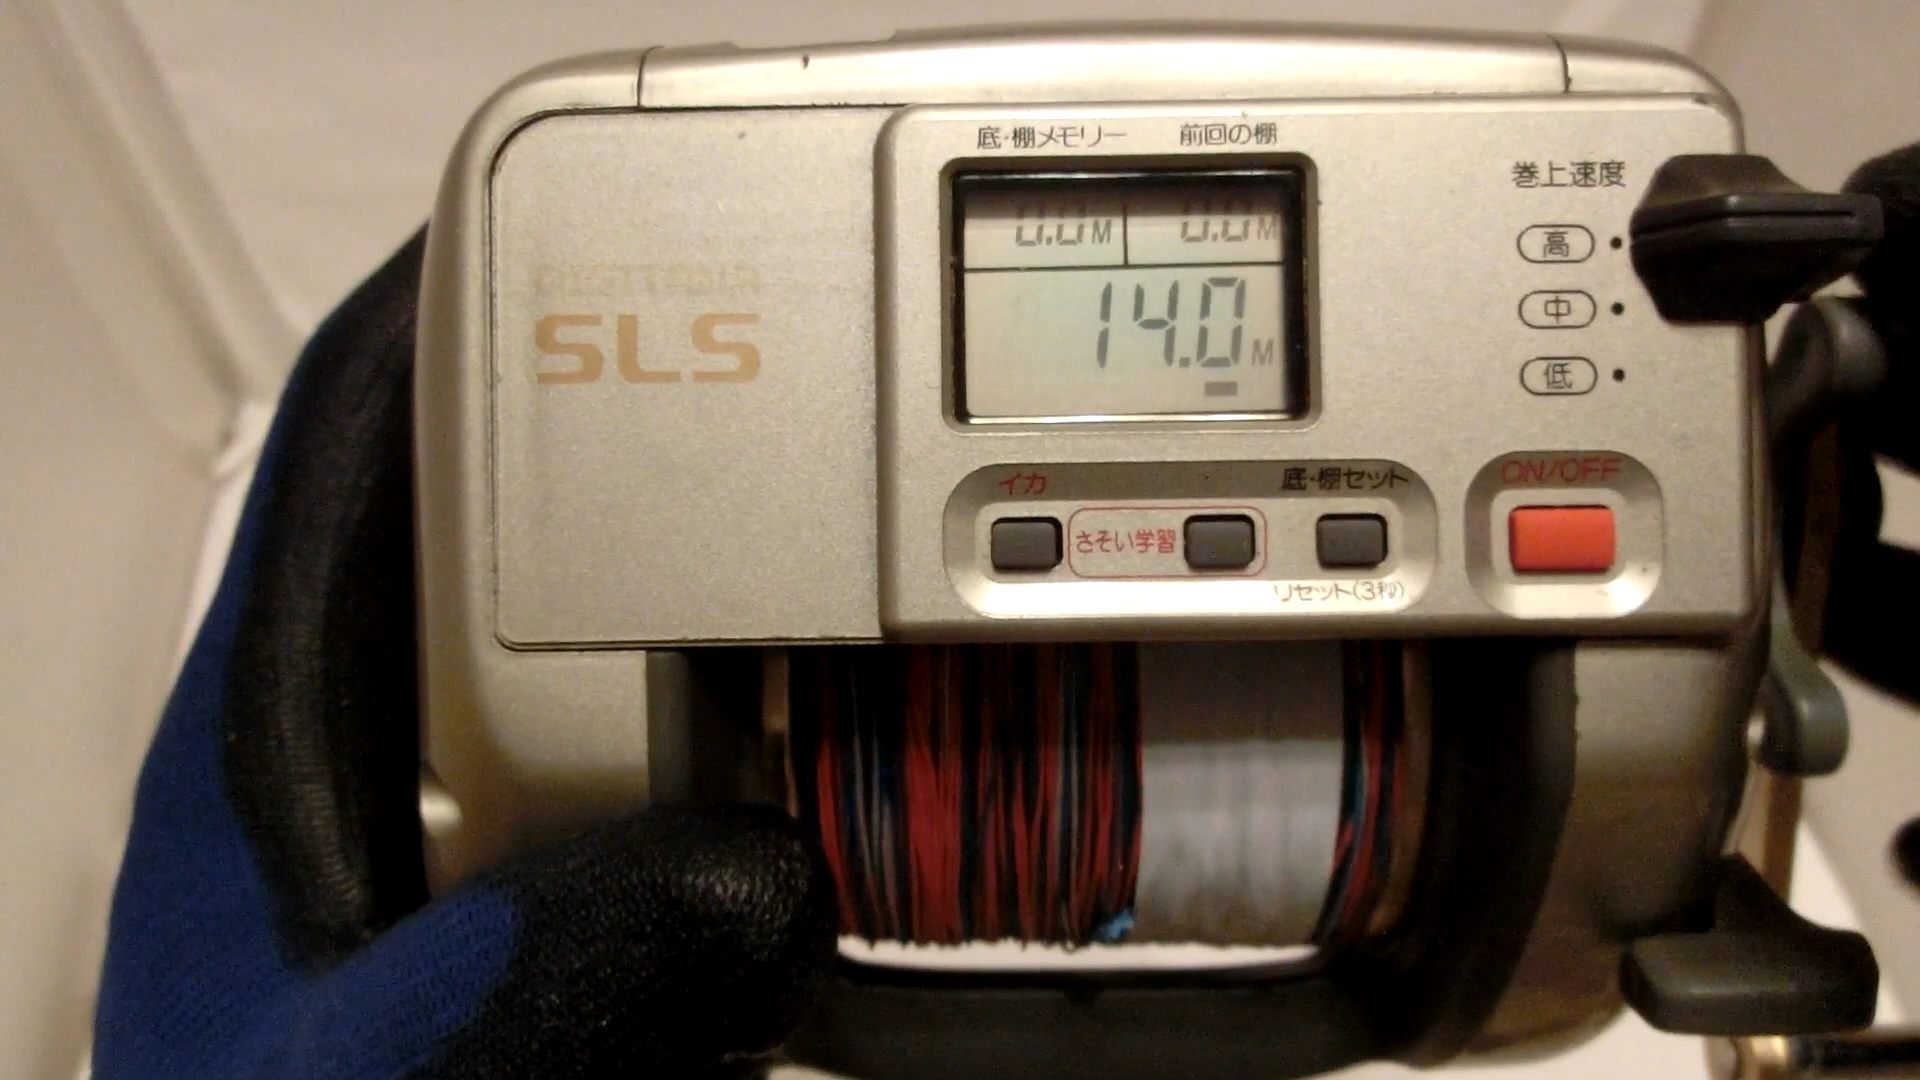 底・棚メモリー 前回の棚
0.0M 0.0M
14.0M
SLS
巻上速度
高
中
低
イカ
さそい学習
底・棚セット
リセット(3秒)
ON/OFF